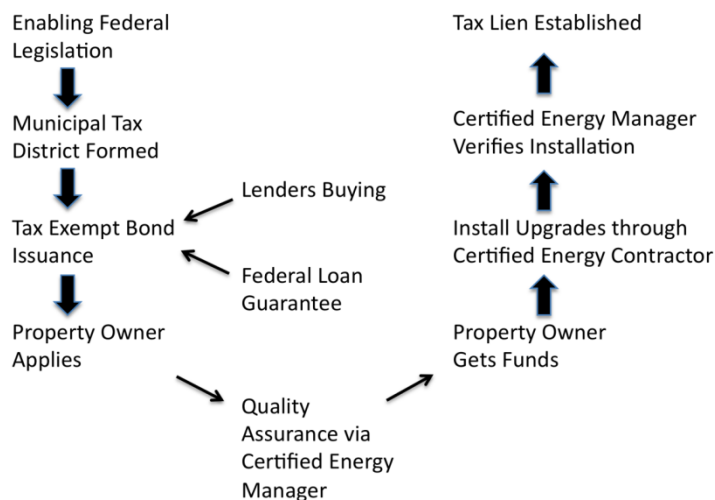 Enabling Federal
Legislation
Municipal Tax
District Formed
Tax Exempt Bond
Issuance
Lenders Buying
Federal Loan
Guarantee
Property Owner
Applies
Quality
Assurance via
Certified Energy
Manager
Property Owner
Gets Funds
Install Upgrades through
Certified Energy Contractor
Certified Energy Manager
Verifies Installation
Tax Lien Established